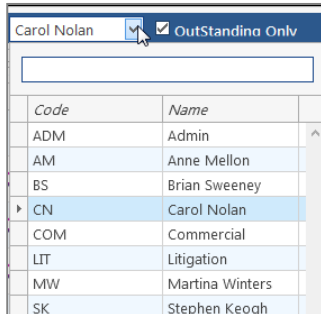 Carol Nolan OutStanding Only
Code Name
ADM Admin
AM Anne Mellon
BS Brian Sweeney
CN Carol Nolan
COM Commercial
LIT Litigation
MW Martina Winters
SK Stephen Keogh